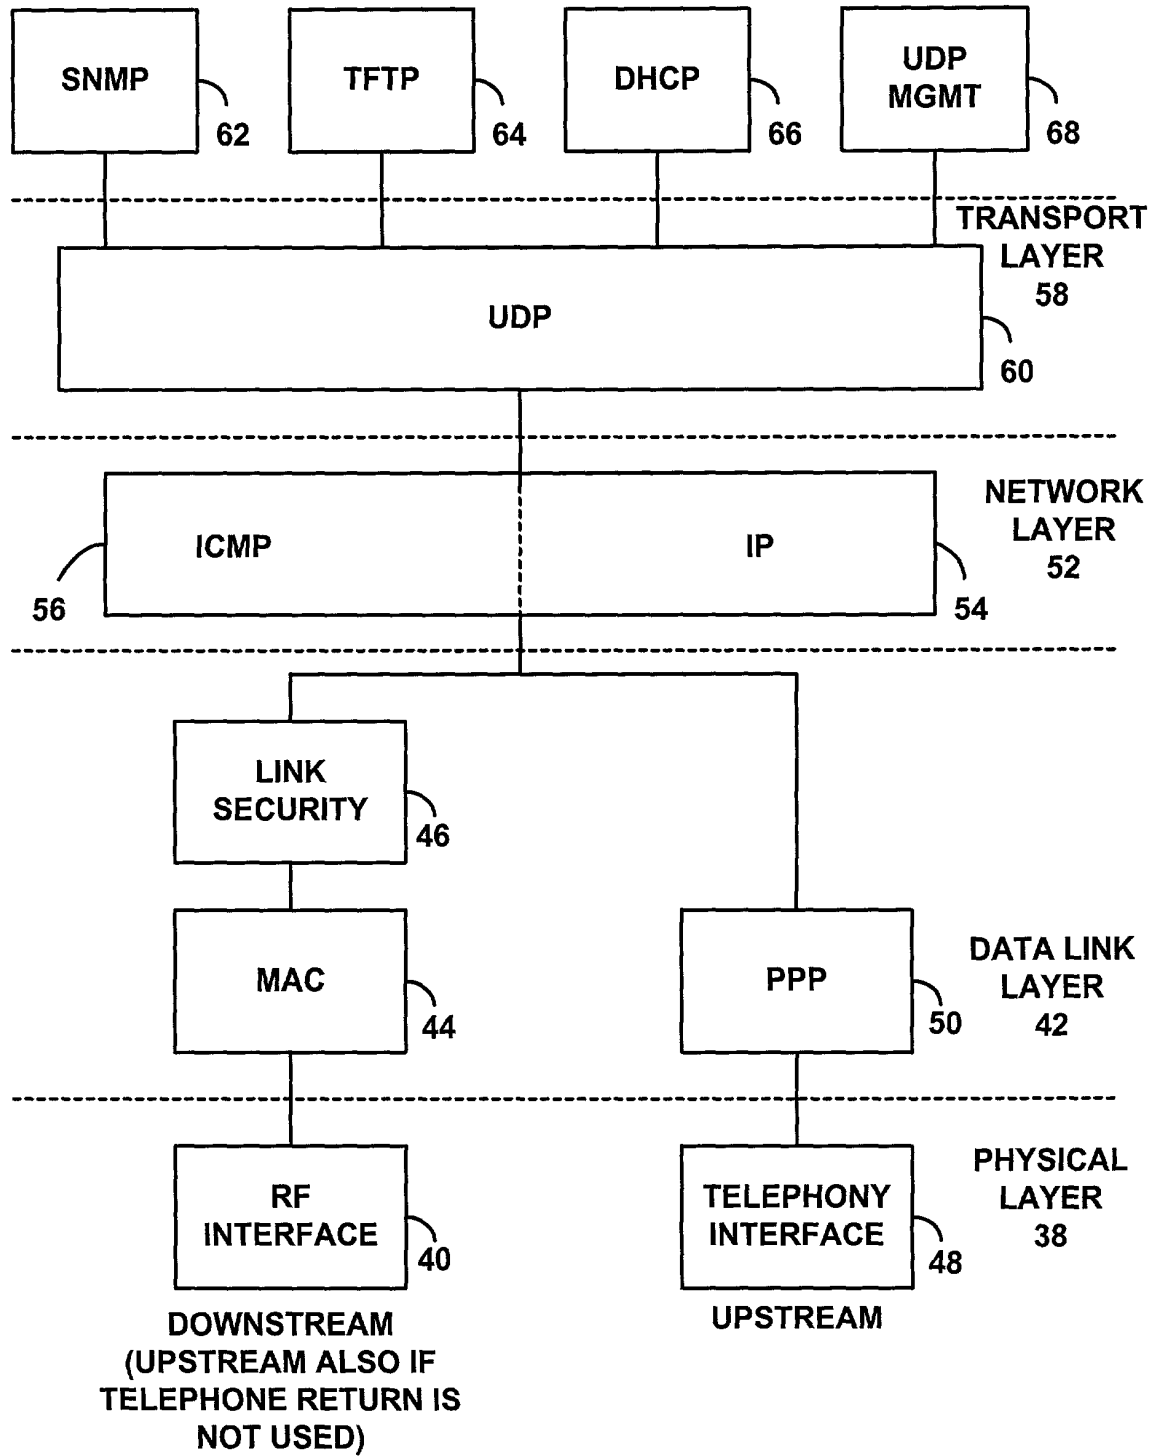 SNMP
62
TFTP
64
DHCP
66
UDP
MGMT
68
TRANSPORT
LAYER
58
UDP
60
NETWORK
LAYER
52
ICMP
IP
56
54
LINK
SECURITY
46
MAC
44
PPP
50
DATA LINK
LAYER
42
RF
INTERFACE
40
TELEPHONY
INTERFACE
48
PHYSICAL
LAYER
38
DOWNSTREAM
(UPSTREAM ALSO IF
TELEPHONE RETURN IS
NOT USED)
UPSTREAM